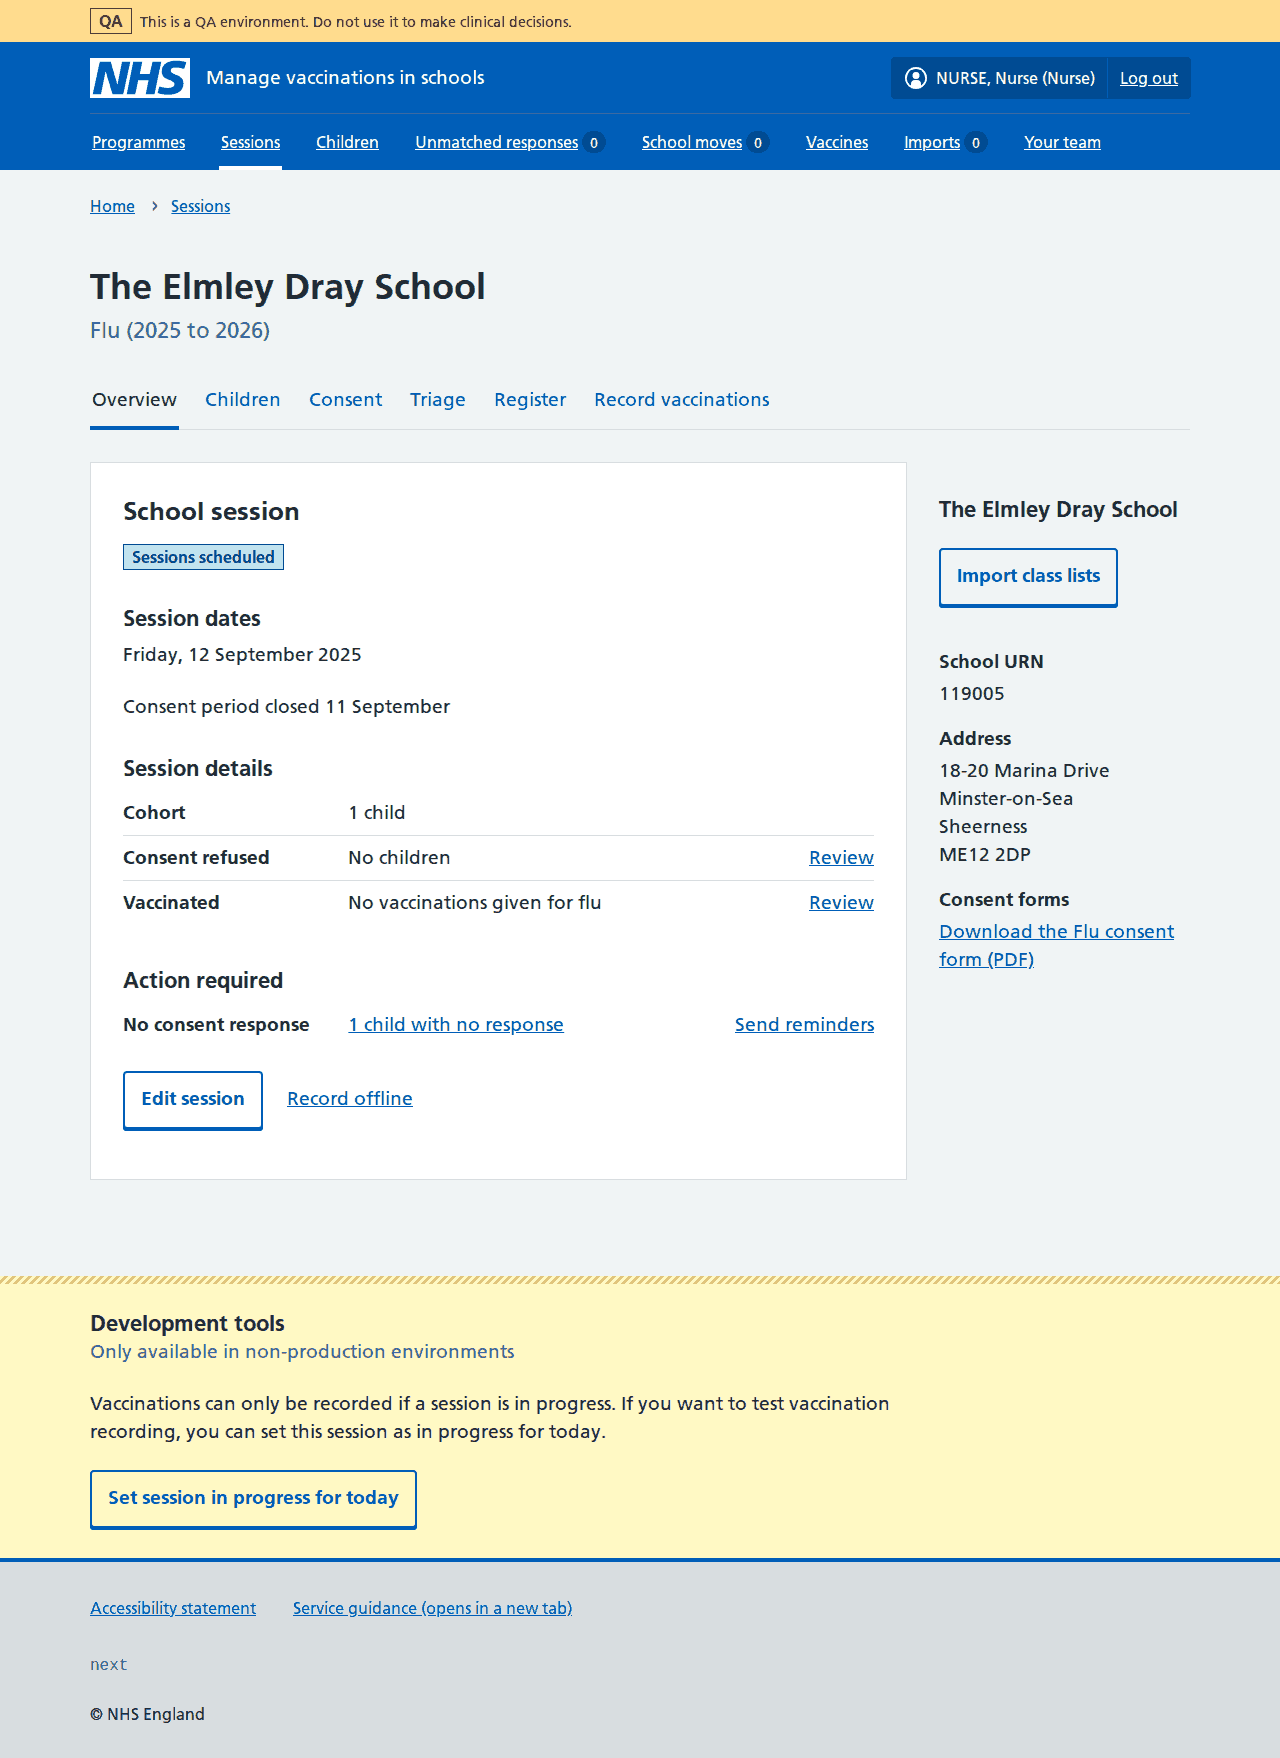 QA This is a QA environment. Do not use it to make clinical decisions.
NHS Manage vaccinations in schools NURSE, Nurse (Nurse) Log out
Programmes Sessions Children Unmatched responses 0 School moves 0 Vaccines Imports 0 Your team
Home › Sessions
The Elmley Dray School
Flu (2025 to 2026)
Overview Children Consent Triage Register Record vaccinations
School session
Sessions scheduled
Session dates
Friday, 12 September 2025
Consent period closed 11 September
Session details
Cohort 1 child
Consent refused No children Review
Vaccinated No vaccinations given for flu Review
Action required
No consent response 1 child with no response Send reminders
Edit session Record offline
The Elmley Dray School
Import class lists
School URN
119005
Address
18-20 Marina Drive
Minster-on-Sea
Sheerness
ME12 2DP
Consent forms
Download the Flu consent
form (PDF)
Development tools
Only available in non-production environments
Vaccinations can only be recorded if a session is in progress. If you want to test vaccination
recording, you can set this session as in progress for today.
Set session in progress for today
Accessibility statement Service guidance (opens in a new tab)
next
© NHS England